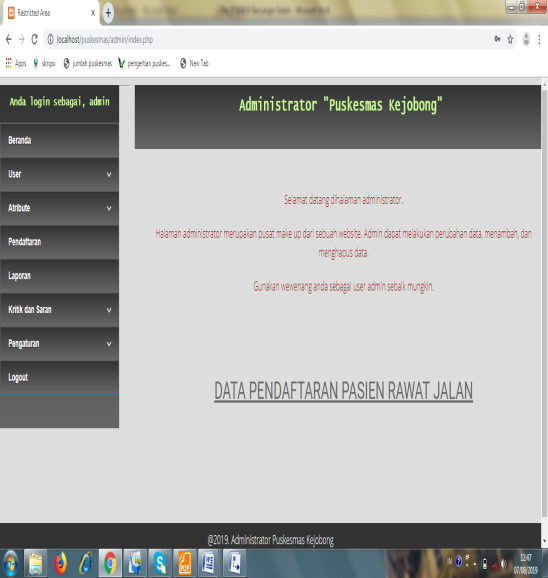 Restricted Area
localhost/puskesmas/admin/index.php
Apps skripsi jumlah puskesmas pengertian puskes... New Tab
Anda login sebagai, admin
Beranda
User
Atribute
Pendaftaran
Laporan
Kritik dan Saran
Pengaturan
Logout
Administrator "Puskesmas Kejobong"
Selamat datang dihalaman administrator.
Halaman administrator merupakan pusat make up dari sebuah website. Admin dapat melakukan perubahan data, menambah, dan
menghapus data.
Gunakan wewenang anda sebagai user admin sebaik mungkin.
DATA PENDAFTARAN PASIEN RAWAT JALAN
@2019. Administrator Puskesmas Kejobong
IN
12:47
07/08/2019